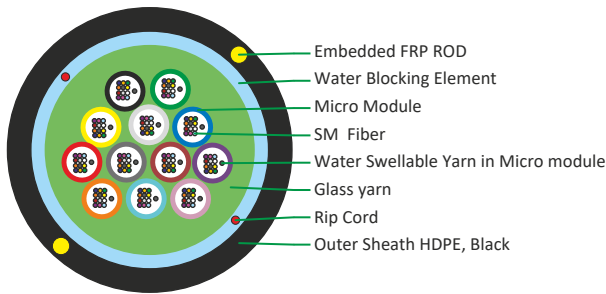 Embedded FRP ROD
Water Blocking Element
Micro Module
SM Fiber
Water Swellable Yarn in Micro module
Glass yarn
Rip Cord
Outer Sheath HDPE, Black